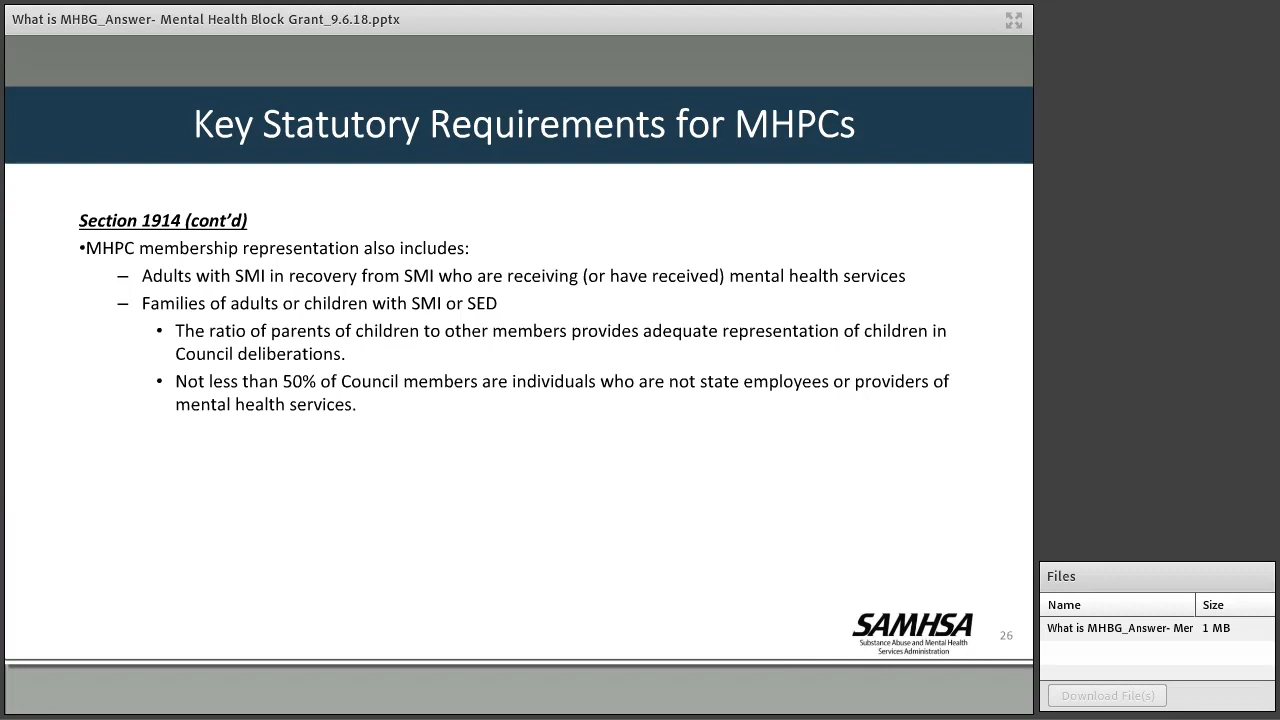 What is MHBG_Answer- Mental Health Block Grant_9.6.18.pptx
Key Statutory Requirements for MHPCs
Section 1914 (cont’d)
•MHPC membership representation also includes:
– Adults with SMI in recovery from SMI who are receiving (or have received) mental health services
– Families of adults or children with SMI or SED
• The ratio of parents of children to other members provides adequate representation of children in
Council deliberations.
• Not less than 50% of Council members are individuals who are not state employees or providers of
mental health services.
SAMHSA
Substance Abuse and Mental Health
Services Administration
26
Files
Name Size
What is MHBG_Answer- Mer 1 MB
Download File(s)